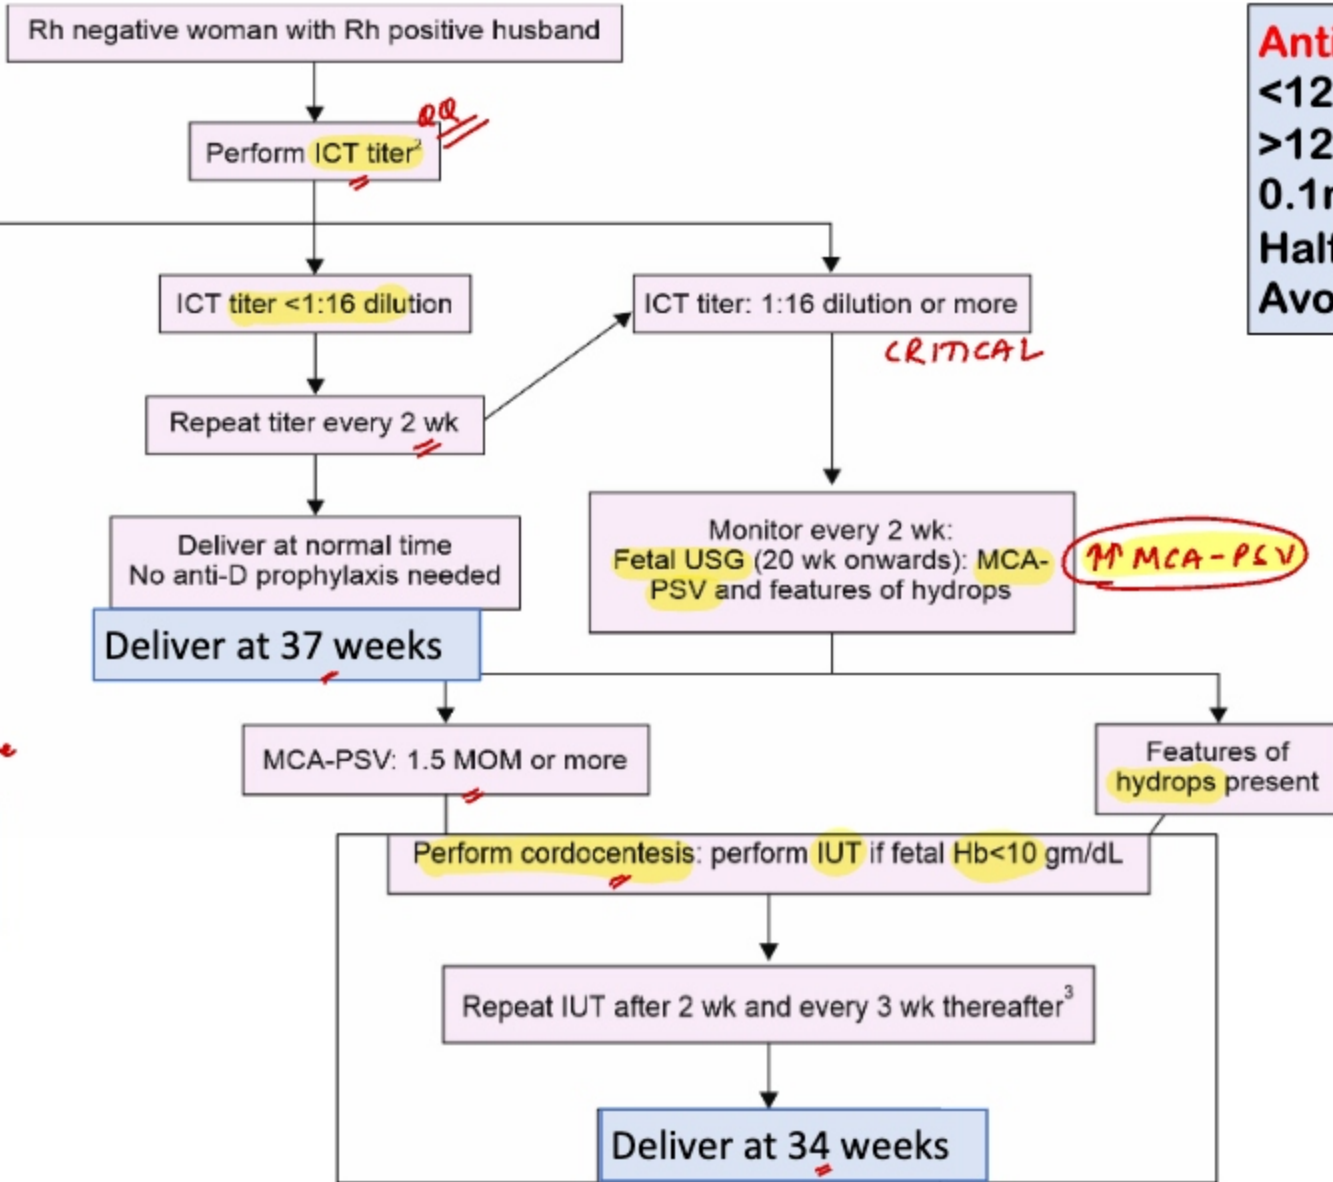 Rh negative woman with Rh positive husband
Perform ICT titer²
ICT titer <1:16 dilution
ICT titer: 1:16 dilution or more
CRITICAL
Repeat titer every 2 wk
Deliver at normal time
No anti-D prophylaxis needed
Deliver at 37 weeks
Monitor every 2 wk:
Fetal USG (20 wk onwards): MCA-
PSV and features of hydrops
↑↑ MCA-PSV
MCA-PSV: 1.5 MOM or more
Features of
hydrops present
Perform cordocentesis: perform IUT if fetal Hb<10 gm/dL
Repeat IUT after 2 wk and every 3 wk thereafter³
Deliver at 34 weeks
<12
>12